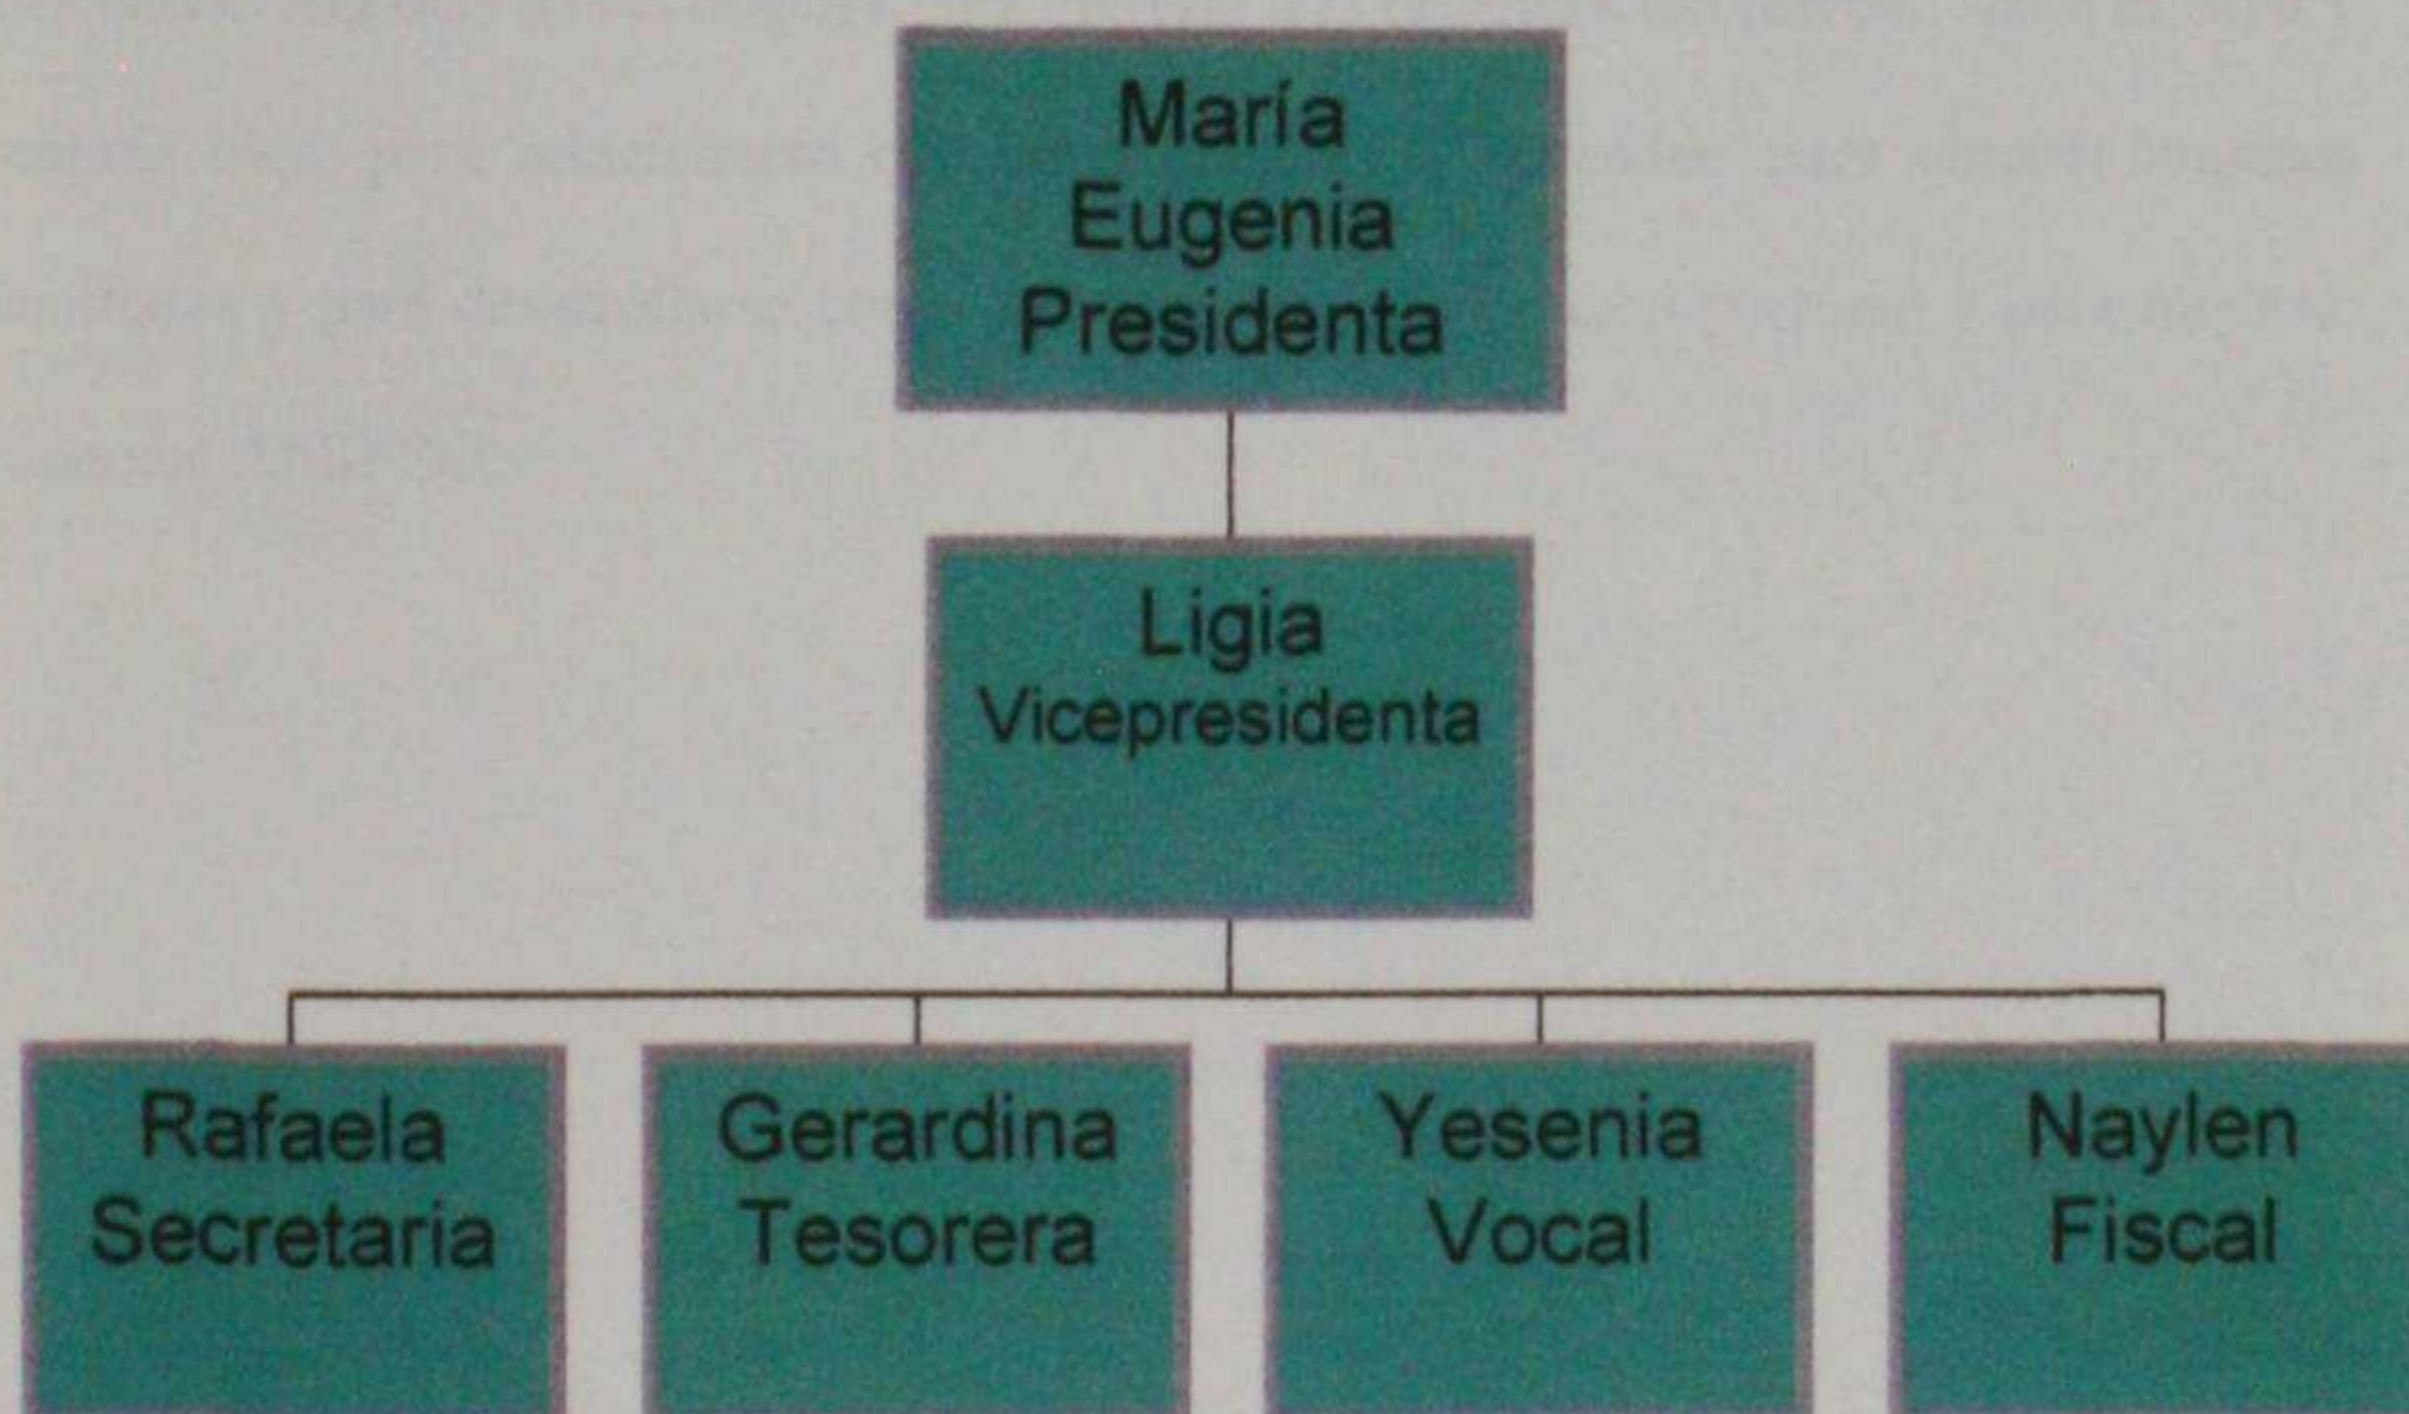 María
Eugenia
Presidenta
Ligia
Vicepresidenta
Rafaela
Secretaria
Gerardina
Tesorera
Yesenia
Vocal
Naylen
Fiscal